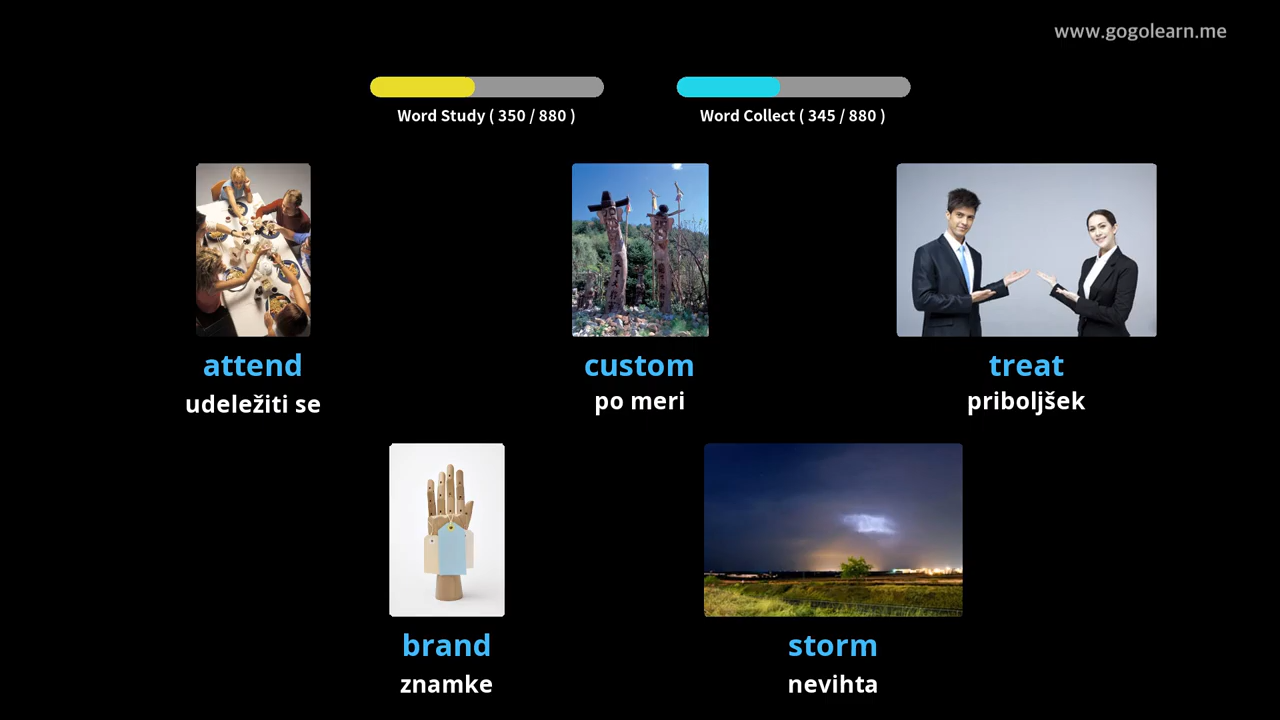 www.gogolearn.me
Word Study ( 350 / 880 )
Word Collect ( 345 / 880 )
attend
udeležiti se
custom
po meri
treat
priboljšek
brand
znamke
storm
nevihta